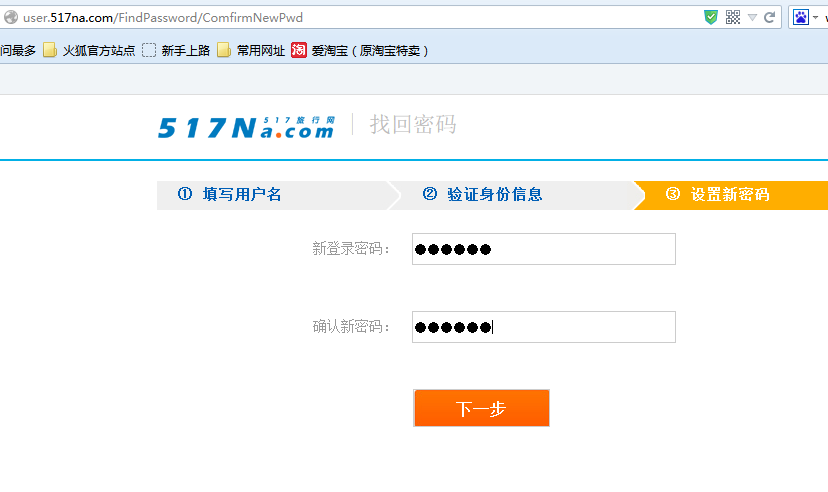 user.517na.com/FindPassword/ComfirmNewPwd
问最多 火狐官方站点 新手上路 常用网址 淘 爱淘宝（原淘宝特卖）
517Na.com 517旅行网 找回密码
① 填写用户名 ② 验证身份信息 ③ 设置新密码
新登录密码：●●●●●●
确认新密码：●●●●●●
下一步